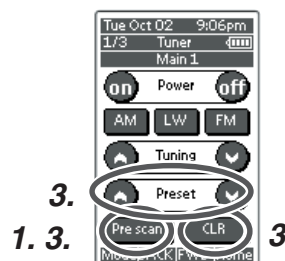 Tue Oct 02 9:06pm
1/3 Tuner
Main 1
on Power off
AM LW FM
Tuning
3. Preset
1. 3. Pre scan CLR 3